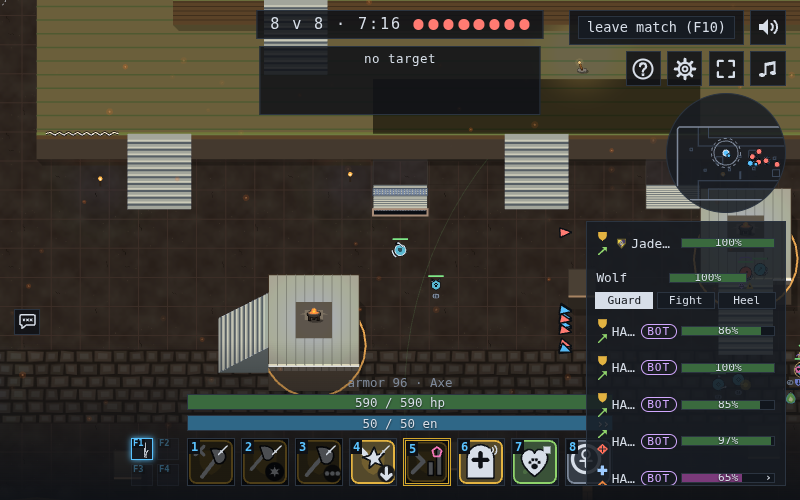 8 v 8 · 7:16
leave match (F10)
no target
Jade… 100%
Wolf 100%
Guard Fight Heel
HA… BOT 86%
HA… BOT 100%
HA… BOT 85%
HA… BOT 97%
HA… BOT 65%
armor 96 · Axe
590 / 590 hp
50 / 50 en
F1 F2
F3 F4
1 2 3 4 5 6 7 8